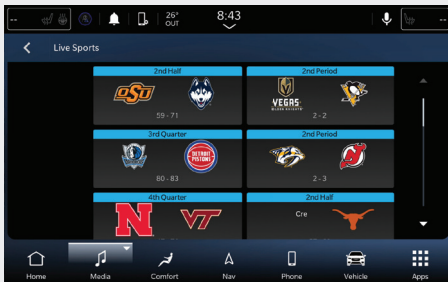 -- 26° OUT 8:43 --
Live Sports
2nd Half
OSU
59 - 71
2nd Period
VEGAS
2 - 2
3rd Quarter
DETROIT
PISTONS
80 - 83
2nd Period
2 - 3
4th Quarter
N
VT
2nd Half
Cre
Home
Media
Comfort
Nav
Phone
Vehicle
Apps